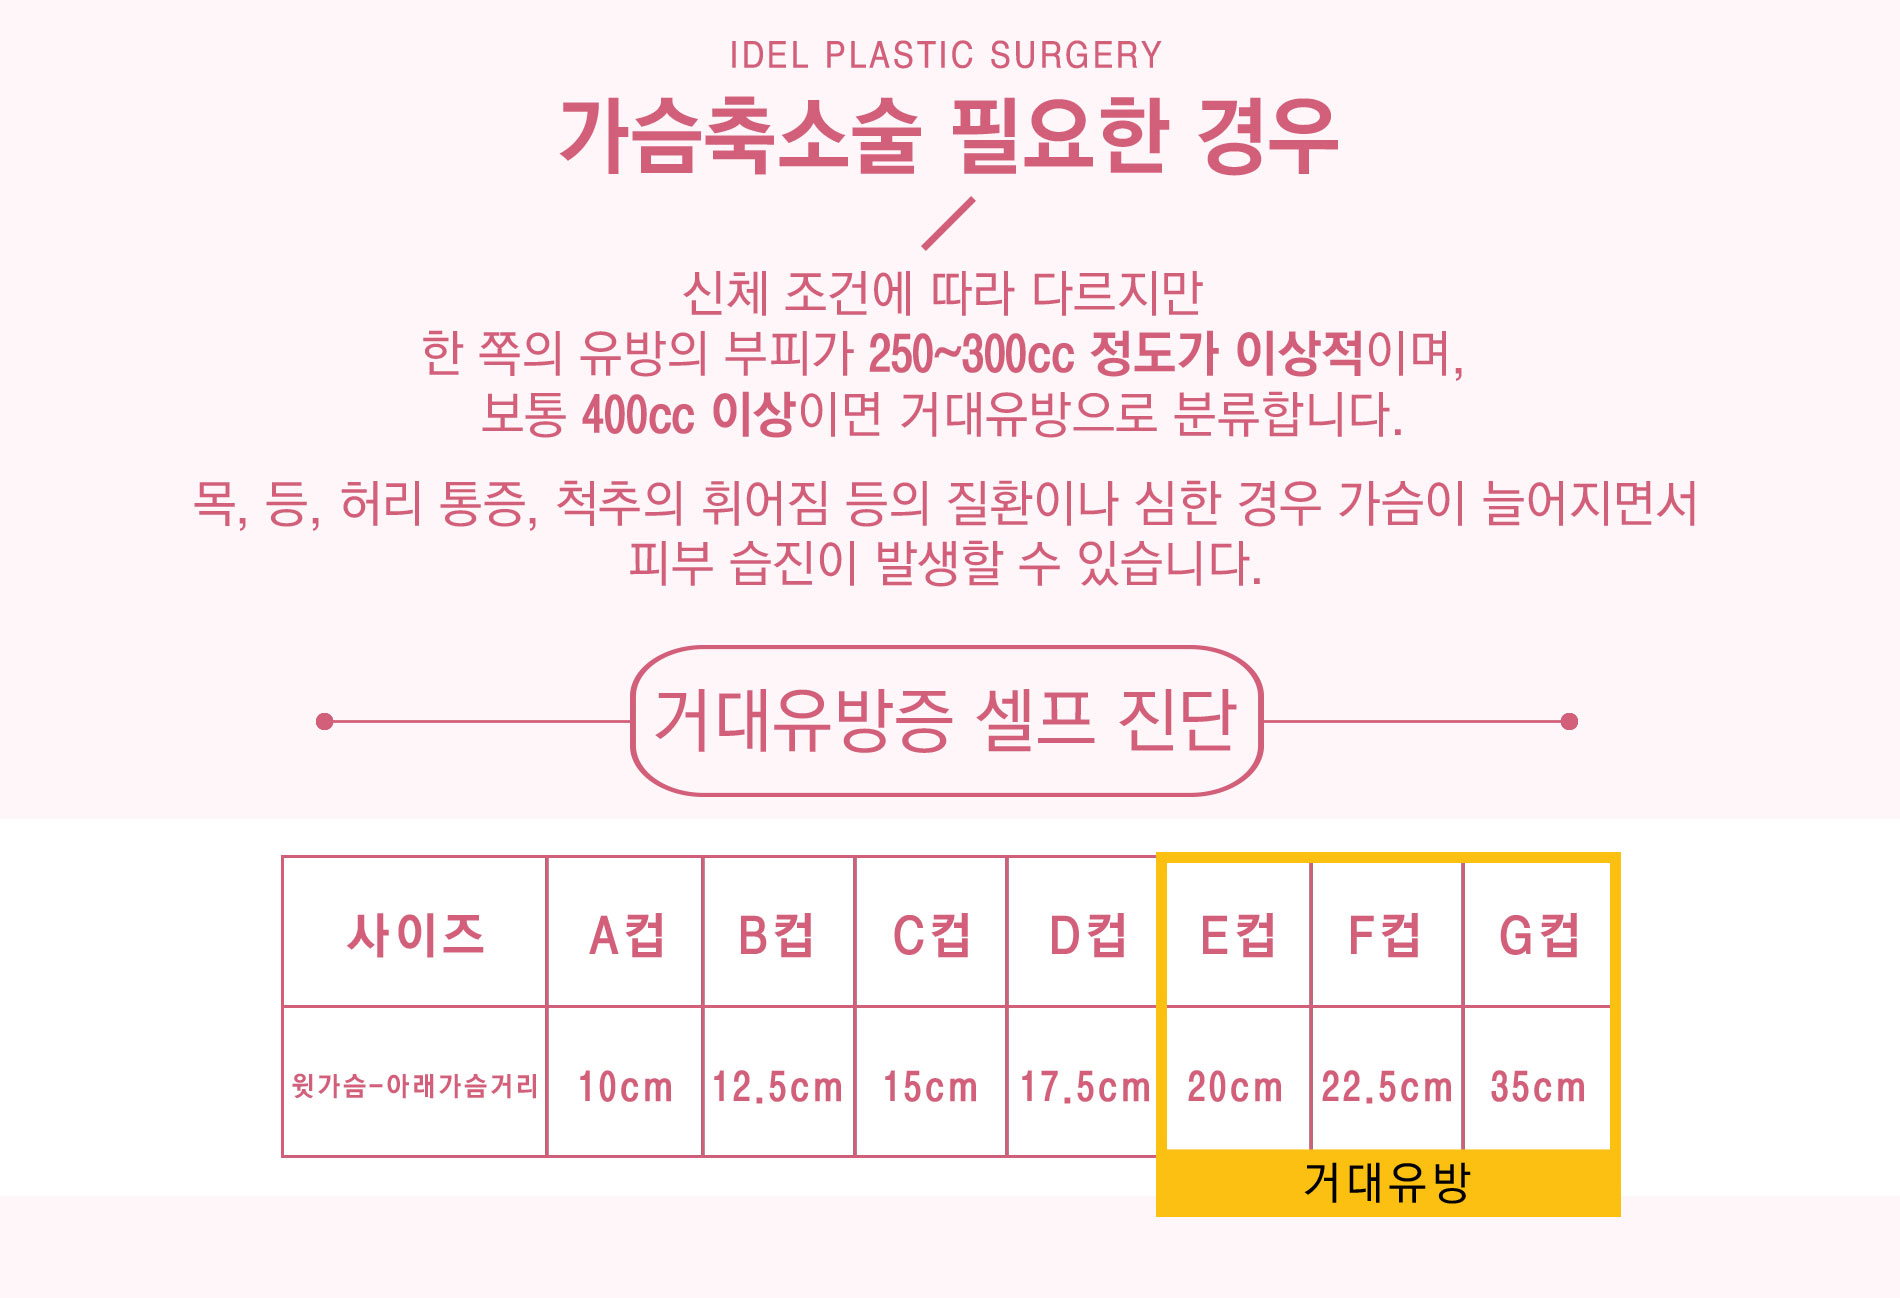 IDEL PLASTIC SURGERY
가슴축소술 필요한 경우
신체 조건에 따라 다르지만
한 쪽의 유방의 부피가 250~300cc 정도가 이상적이며,
보통 400cc 이상이면 거대유방으로 분류합니다.
목, 등, 허리 통증, 척추의 휘어짐 등의 질환이나 심한 경우 가슴이 늘어지면서
피부 습진이 발생할 수 있습니다.
거대유방증 셀프 진단
사이즈 A컵 B컵 C컵 D컵 E컵 F컵 G컵
윗가슴-아래가슴거리 10cm 12.5cm 15cm 17.5cm 20cm 22.5cm 35cm
거대유방